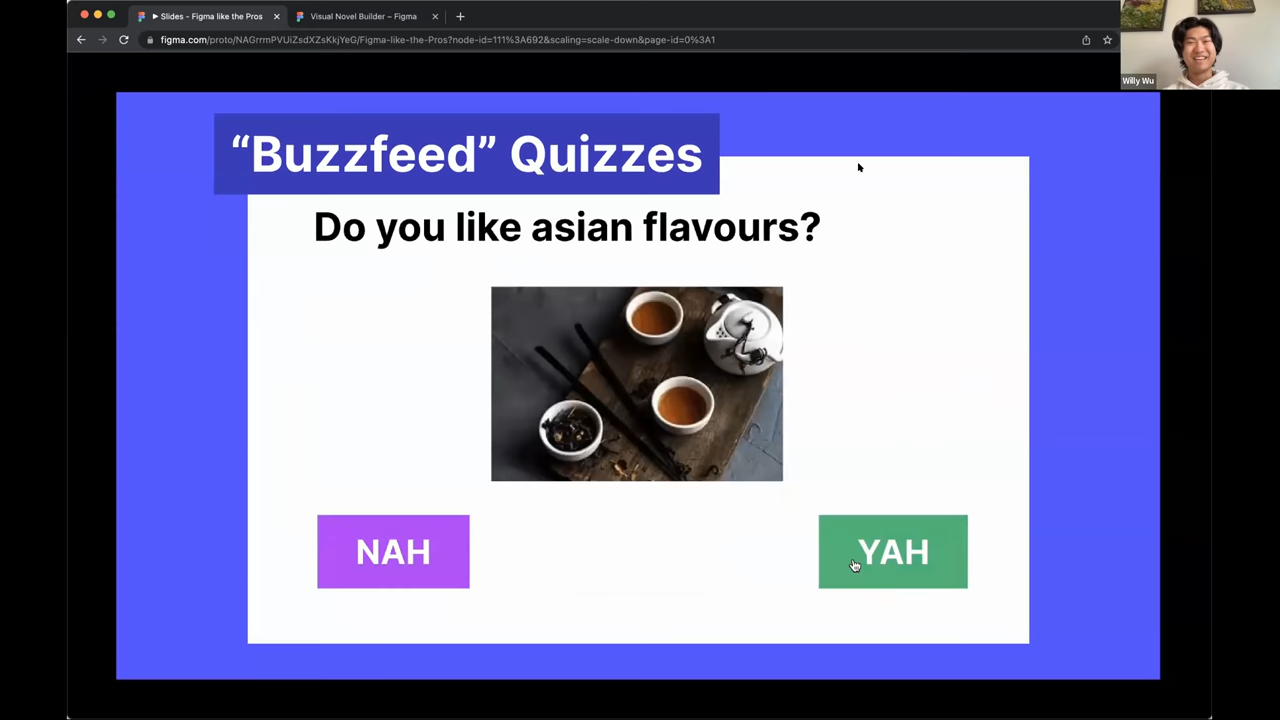 Slides - Figma like the Pros
Visual Novel Builder – Figma
figma.com/proto/NAGrrmPVUiZsdXZsKkjYeG/Figma-like-the-Pros?node-id=111%3A692&scaling=scale-down&page-id=0%3A1
Willy Wu
“Buzzfeed” Quizzes
Do you like asian flavours?
NAH
YAH